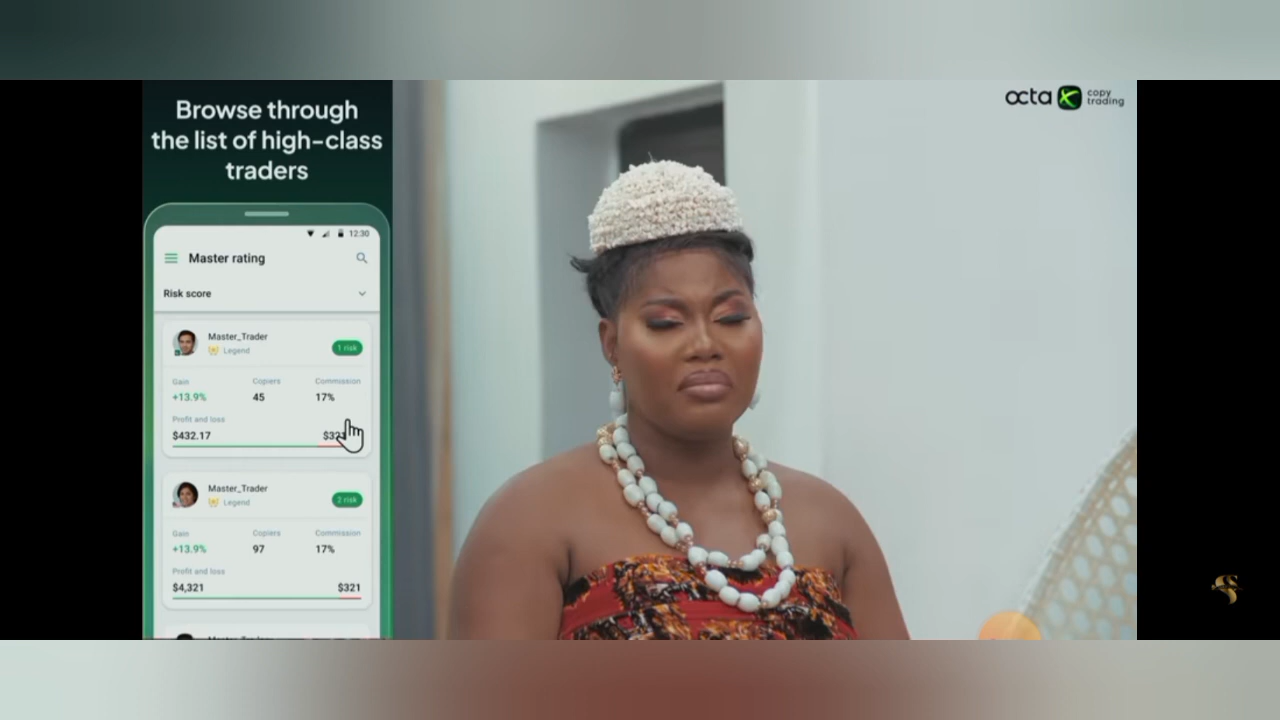 Browse through
the list of high-class
traders
12:30
Master rating
Risk score
Master_Trader
Legend
1 risk
Gain
Copiers
Commission
+13.9%
45
17%
Profit and loss
$432.17
Master_Trader
Legend
2 risk
Gain
Copiers
Commission
+13.9%
97
17%
Profit and loss
$4,321
$321
octa
copy
trading